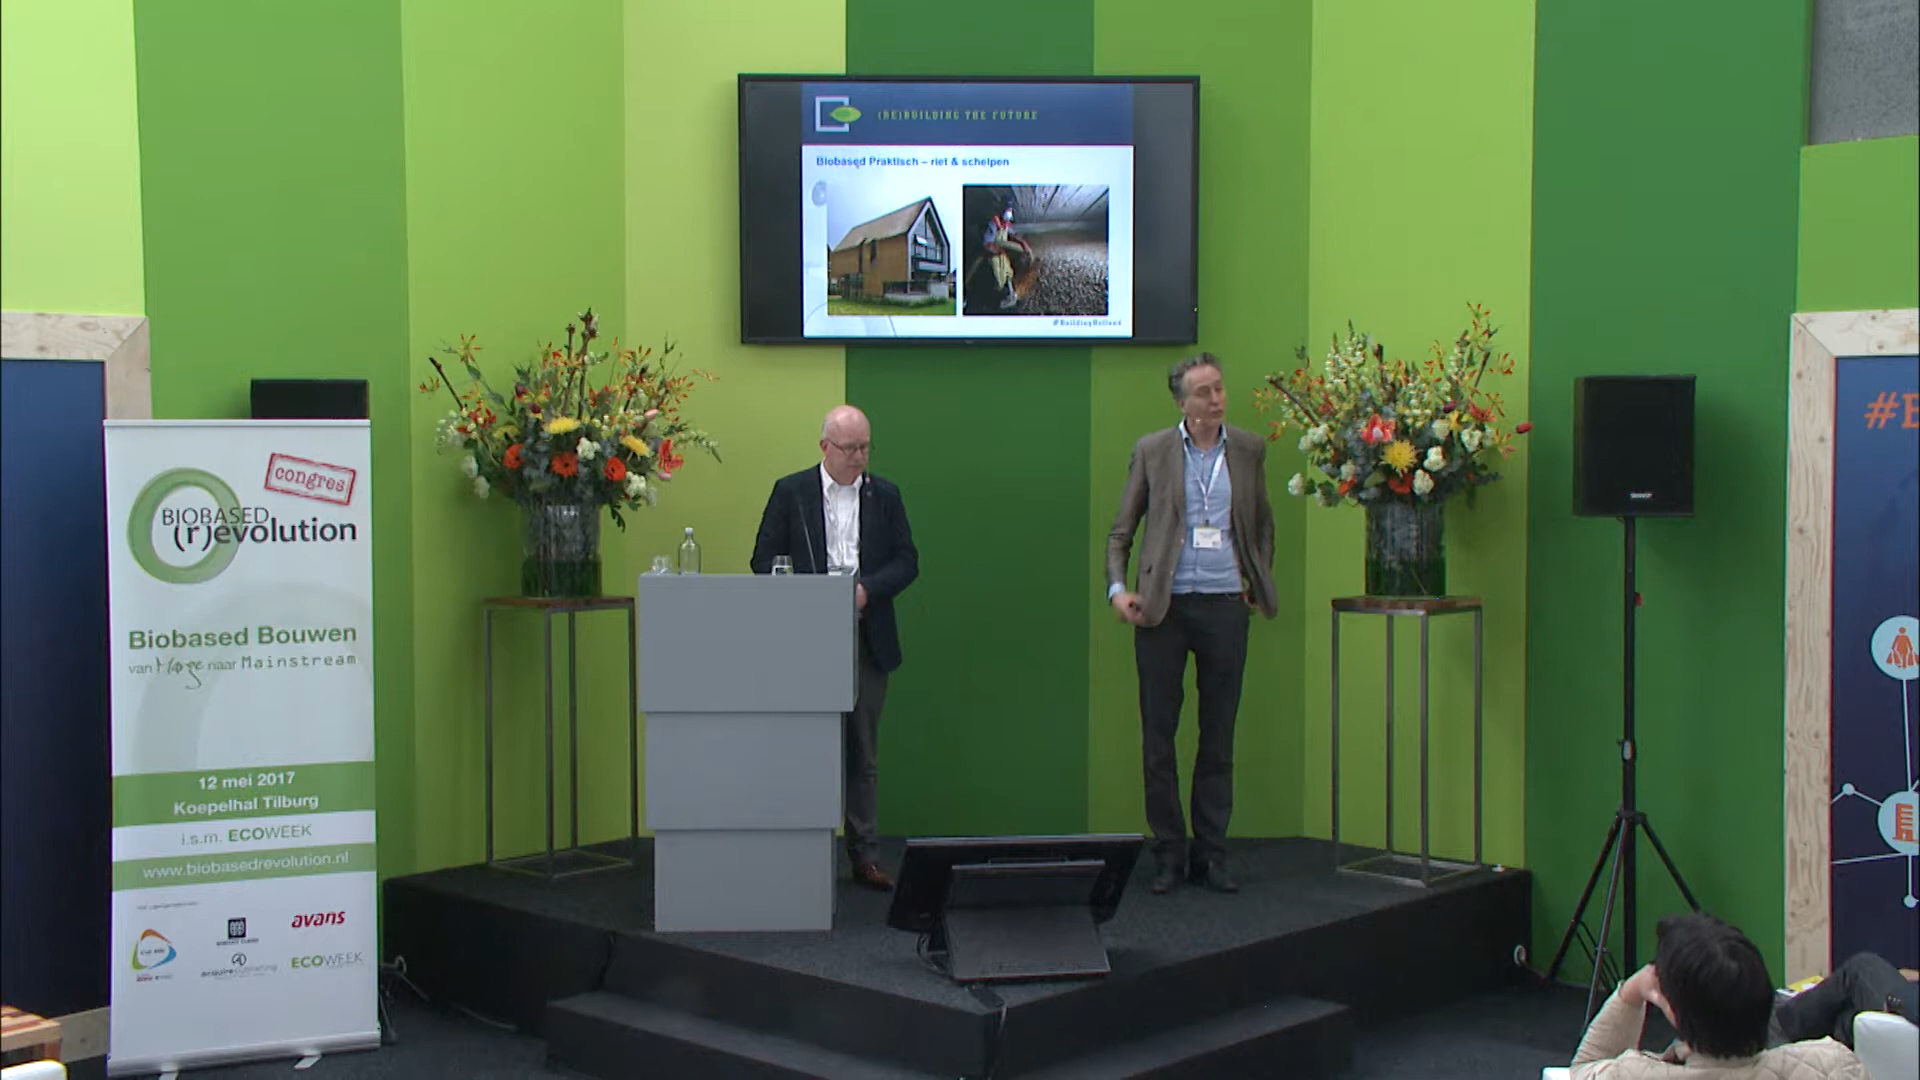 (RE)BUILDING THE FUTURE
Biobased Praktisch – riet & schelpen
#BuildingHolland
congres
BIOBASED
(r)evolution
Biobased Bouwen
van Marge naar Mainstream
12 mei 2017
Koepelhal Tilburg
i.s.m. ECOWEEK
www.biobasedrevolution.nl
avans
ECOWEEK